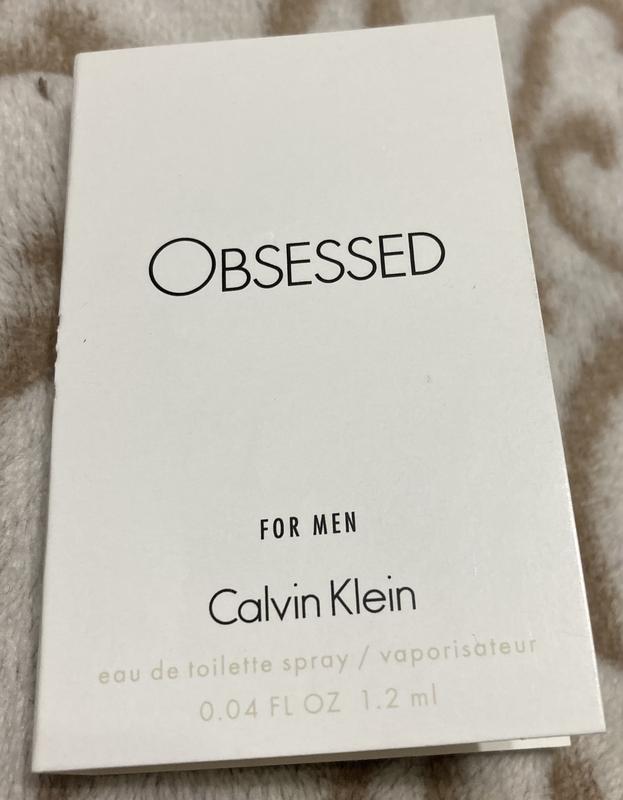 OBSESSED
FOR MEN
Calvin Klein
eau de toilette spray / vaporisateur
0.04 FL OZ 1.2 ml